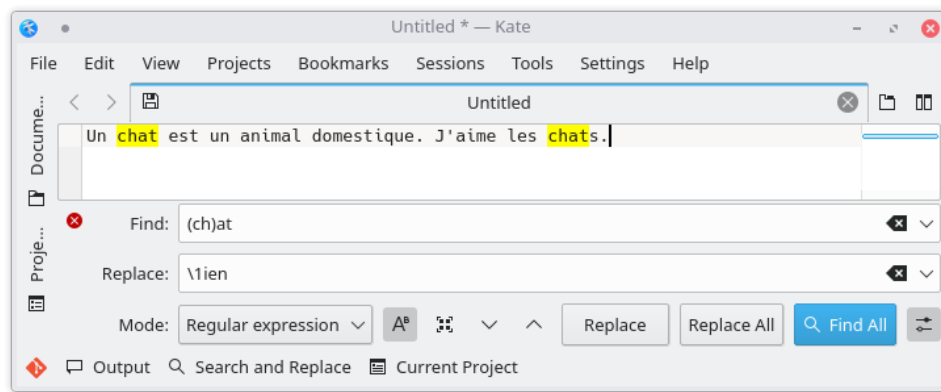 Untitled * — Kate
File Edit View Projects Bookmarks Sessions Tools Settings Help
Docume...
Untitled
Un chat est un animal domestique. J'aime les chats.
Proje...
Find: (ch)at
Replace: \1ien
Mode: Regular expression Aᴮ Replace Replace All Find All
Output Search and Replace Current Project